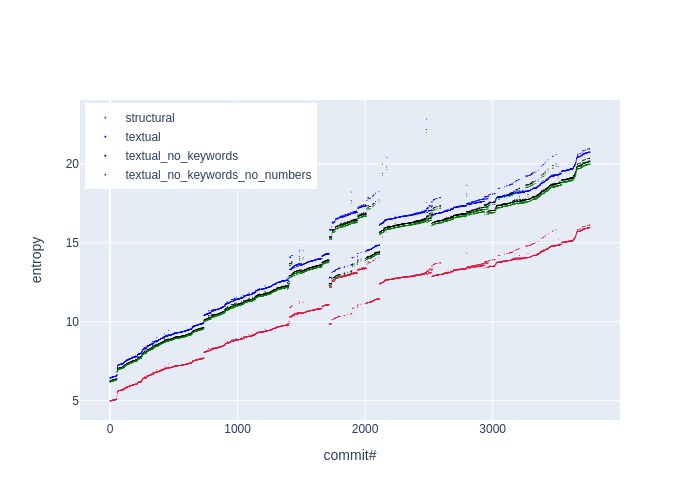 structural
textual
textual_no_keywords
textual_no_keywords_no_numbers
20
15
10
5
entropy
0 1000 2000 3000
commit#